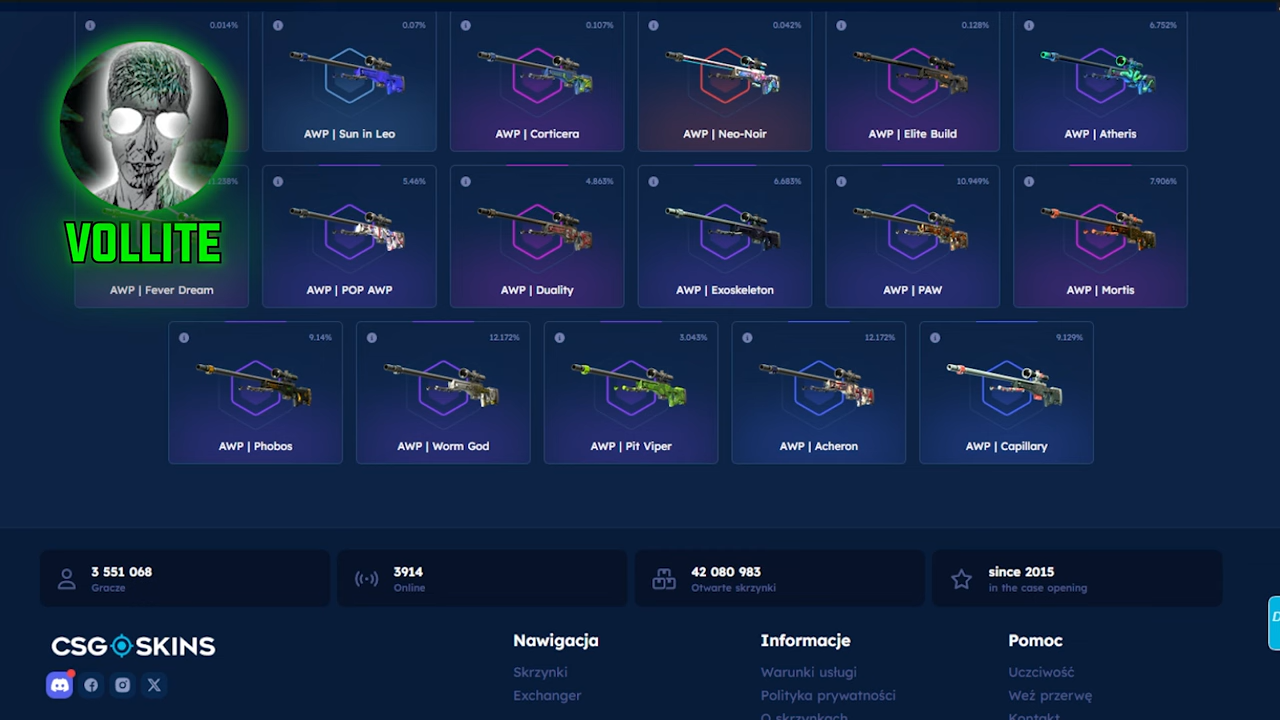 0.014%
0.07%
0.107%
0.042%
0.128%
6.752%
AWP | Sun in Leo
AWP | Corticera
AWP | Neo-Noir
AWP | Elite Build
AWP | Atheris
11.238%
5.46%
4.863%
6.683%
10.949%
7.906%
VOLLITE
AWP | Fever Dream
AWP | POP AWP
AWP | Duality
AWP | Exoskeleton
AWP | PAW
AWP | Mortis
9.14%
12.172%
3.043%
12.172%
9.129%
AWP | Phobos
AWP | Worm God
AWP | Pit Viper
AWP | Acheron
AWP | Capillary
3 551 068
Gracze
3914
Online
42 080 983
Otwarte skrzynki
since 2015
in the case opening
CSG SKINS
Nawigacja
Skrzynki
Exchanger
Informacje
Warunki usługi
Polityka prywatności
O skrzynkach
Pomoc
Uczciwość
Weź przerwę
Kontakt